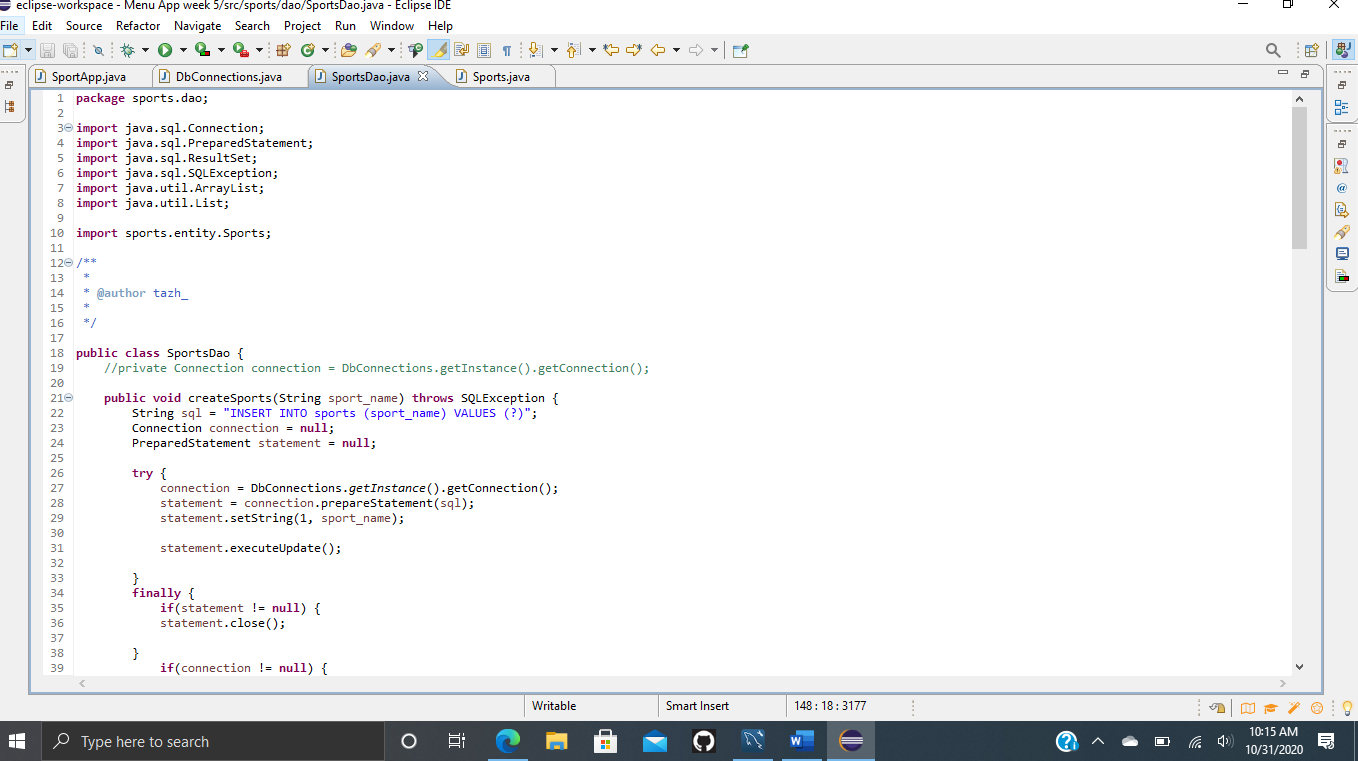 eclipse-workspace - Menu App week 5/src/sports/dao/SportsDao.java - Eclipse IDE
File Edit Source Refactor Navigate Search Project Run Window Help
SportApp.java DbConnections.java SportsDao.java Sports.java
1 package sports.dao;
2
3 import java.sql.Connection;
4 import java.sql.PreparedStatement;
5 import java.sql.ResultSet;
6 import java.sql.SQLException;
7 import java.util.ArrayList;
8 import java.util.List;
9
10 import sports.entity.Sports;
11
12 /**
13 *
14 * @author tazh_
15 *
16 */
17
18 public class SportsDao {
19 //private Connection connection = DbConnections.getInstance().getConnection();
20
21 public void createSports(String sport_name) throws SQLException {
22 String sql = "INSERT INTO sports (sport_name) VALUES (?)";
23 Connection connection = null;
24 PreparedStatement statement = null;
25
26 try {
27 connection = DbConnections.getInstance().getConnection();
28 statement = connection.prepareStatement(sql);
29 statement.setString(1, sport_name);
30
31 statement.executeUpdate();
32
33 }
34 finally {
35 if(statement != null) {
36 statement.close();
37
38 }
39 if(connection != null) {
Writable Smart Insert 148 : 18 : 3177
Type here to search
10:15 AM
10/31/2020